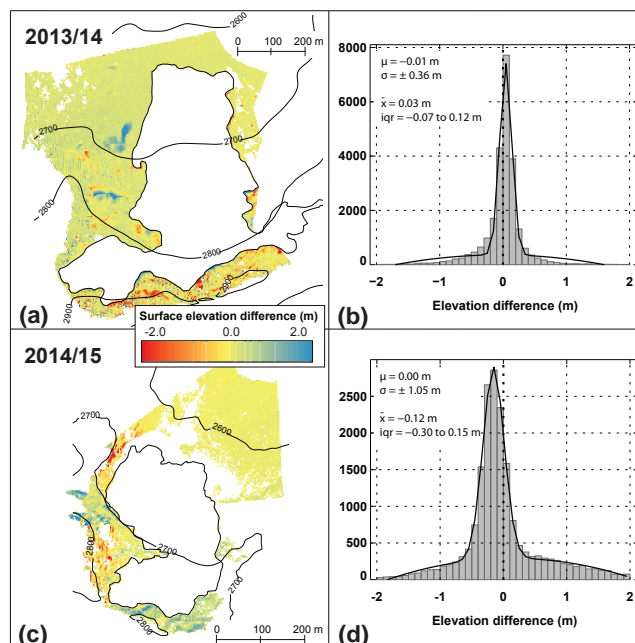 2013/14
2600
0 100 200 m
2700
2700
2800
2800
2900
2900
(a)
8000
6000
4000
2000
0
μ = −0.01 m
σ = ± 0.36 m
x̃ = 0.03 m
iqr = −0.07 to 0.12 m
−2 −1 0 1 2
Elevation difference (m)
(b)
Surface elevation difference (m)
-2.0 0.0 2.0
2014/15
2700
2600
2800
2700
2700
2800
0 100 200 m
(c)
2500
2000
1500
1000
500
0
μ = 0.00 m
σ = ± 1.05 m
x̃ = −0.12 m
iqr = −0.30 to 0.15 m
−2 −1 0 1 2
Elevation difference (m)
(d)